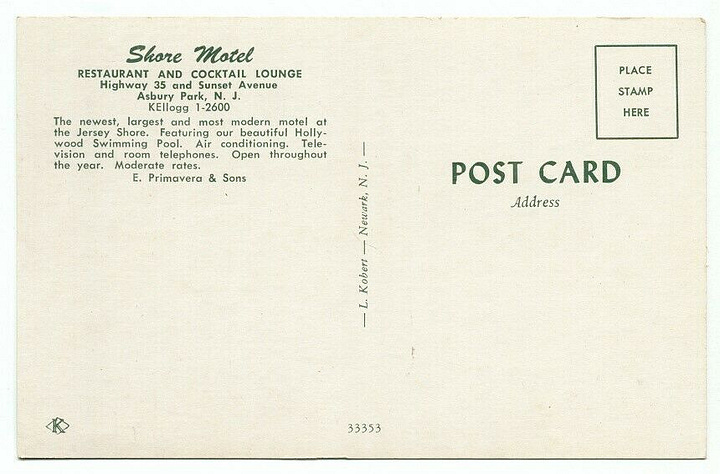 Shore Motel
RESTAURANT AND COCKTAIL LOUNGE
Highway 35 and Sunset Avenue
Asbury Park, N. J.
KEllogg 1-2600
The newest, largest and most modern motel at
the Jersey Shore. Featuring our beautiful Holly-
wood Swimming Pool. Air conditioning. Tele-
vision and room telephones. Open throughout
the year. Moderate rates.
E. Primavera & Sons
— L. Kobert — Newark, N. J. —
PLACE
STAMP
HERE
POST CARD
Address
K
33353